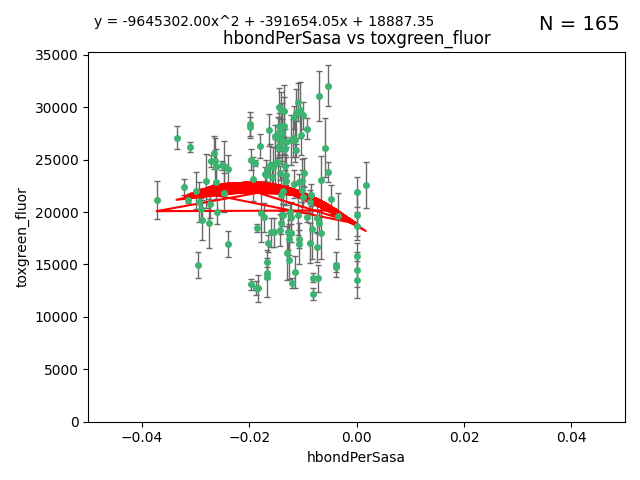 y = -9645302.00x^2 + -391654.05x + 18887.35
N = 165
hbondPerSasa vs toxgreen_fluor
35000
30000
25000
20000
15000
10000
5000
0
toxgreen_fluor
−0.04
−0.02
0.00
0.02
0.04
hbondPerSasa